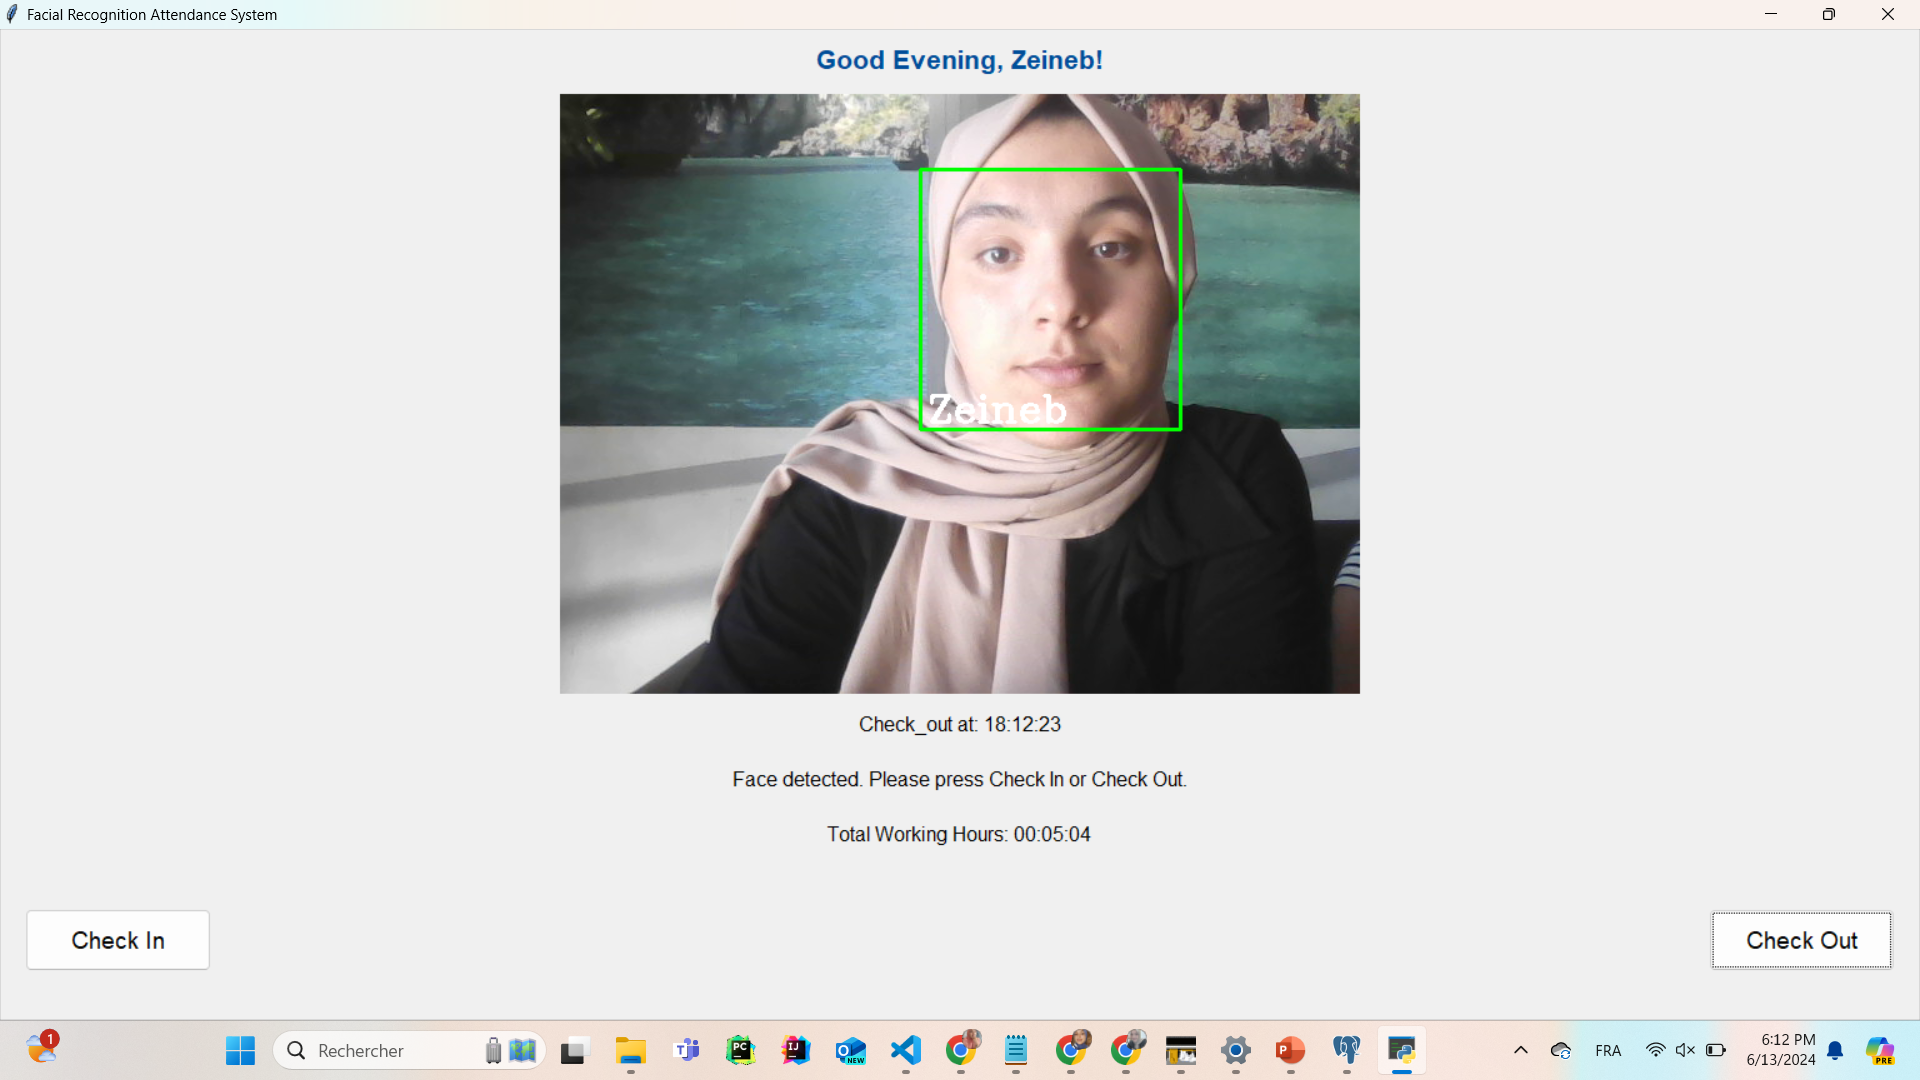 Facial Recognition Attendance System
Good Evening, Zeineb!
Zeineb
Check_out at: 18:12:23
Face detected. Please press Check In or Check Out.
Total Working Hours: 00:05:04
Check In
Check Out
1
Rechercher
PC
IJ
NEW
P
FRA
6:12 PM
6/13/2024
PRE